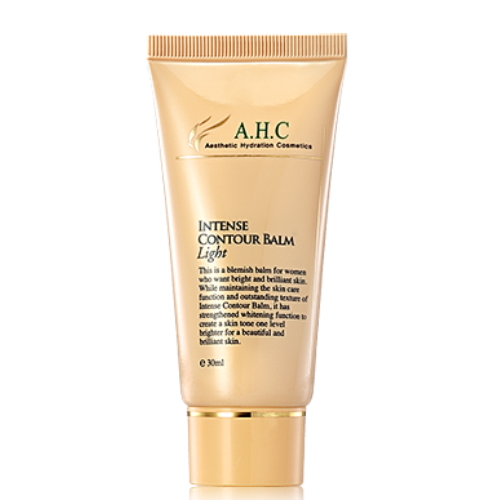 A.H.C
Aesthetic Hydration Cosmetics
INTENSE
CONTOUR BALM
Light
This is a blemish balm for women
who want bright and brilliant skin.
While maintaining the skin care
function and outstanding texture of
Intense Contour Balm, it has
strengthened whitening function to
create a skin tone one level
brighter for a beautiful and
brilliant skin.
℮ 30ml